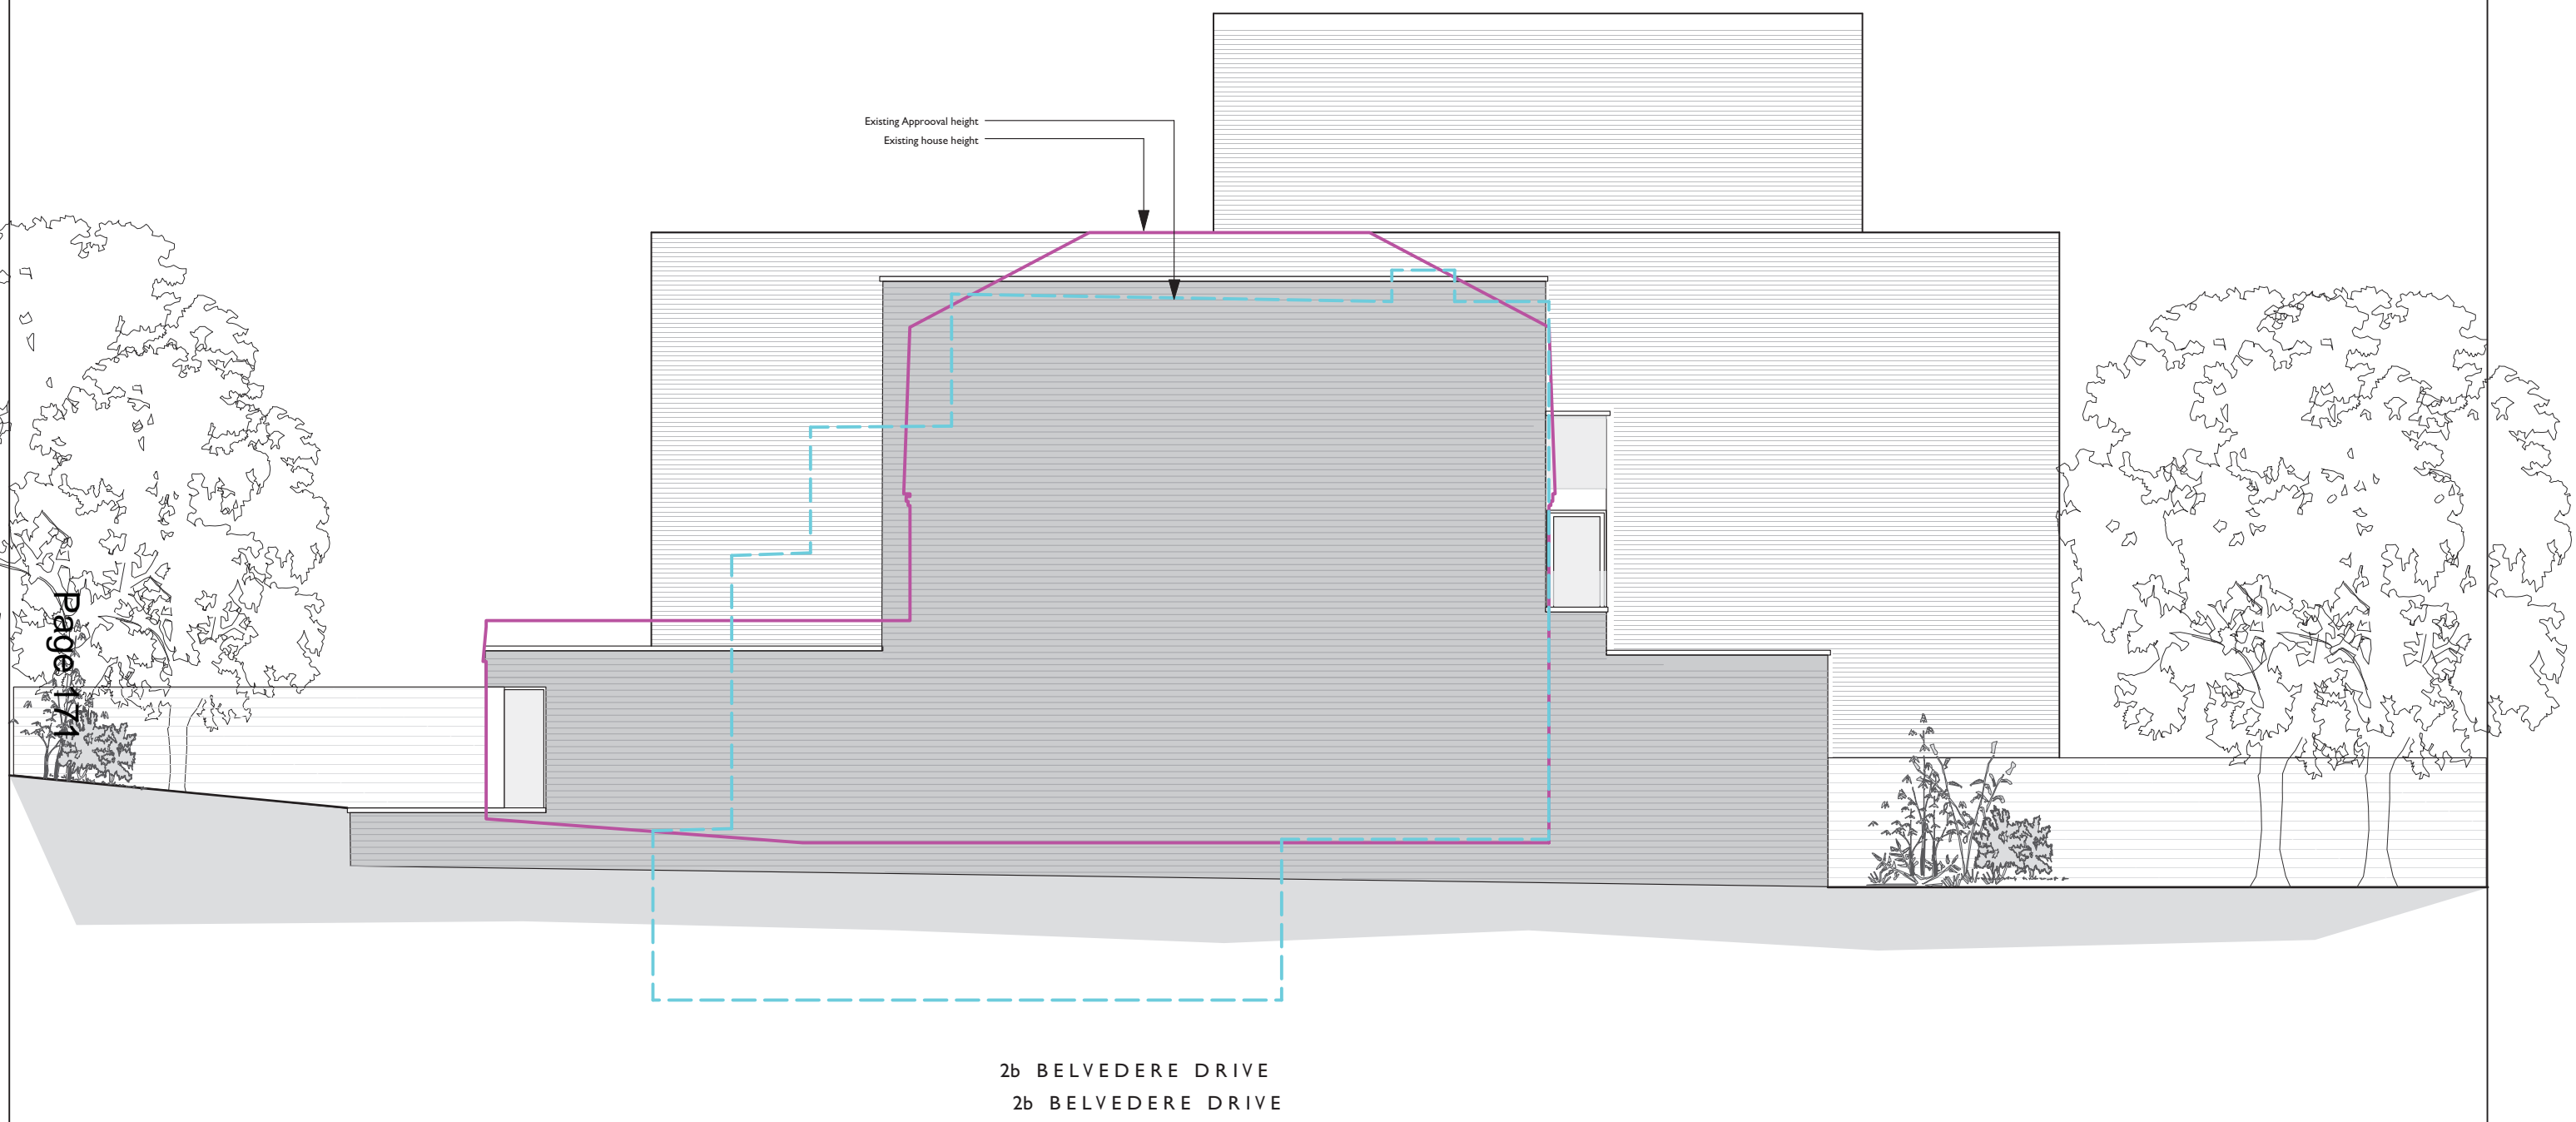 Existing Approoval height
Existing house height
Page 171
2b BELVEDERE DRIVE
2b BELVEDERE DRIVE